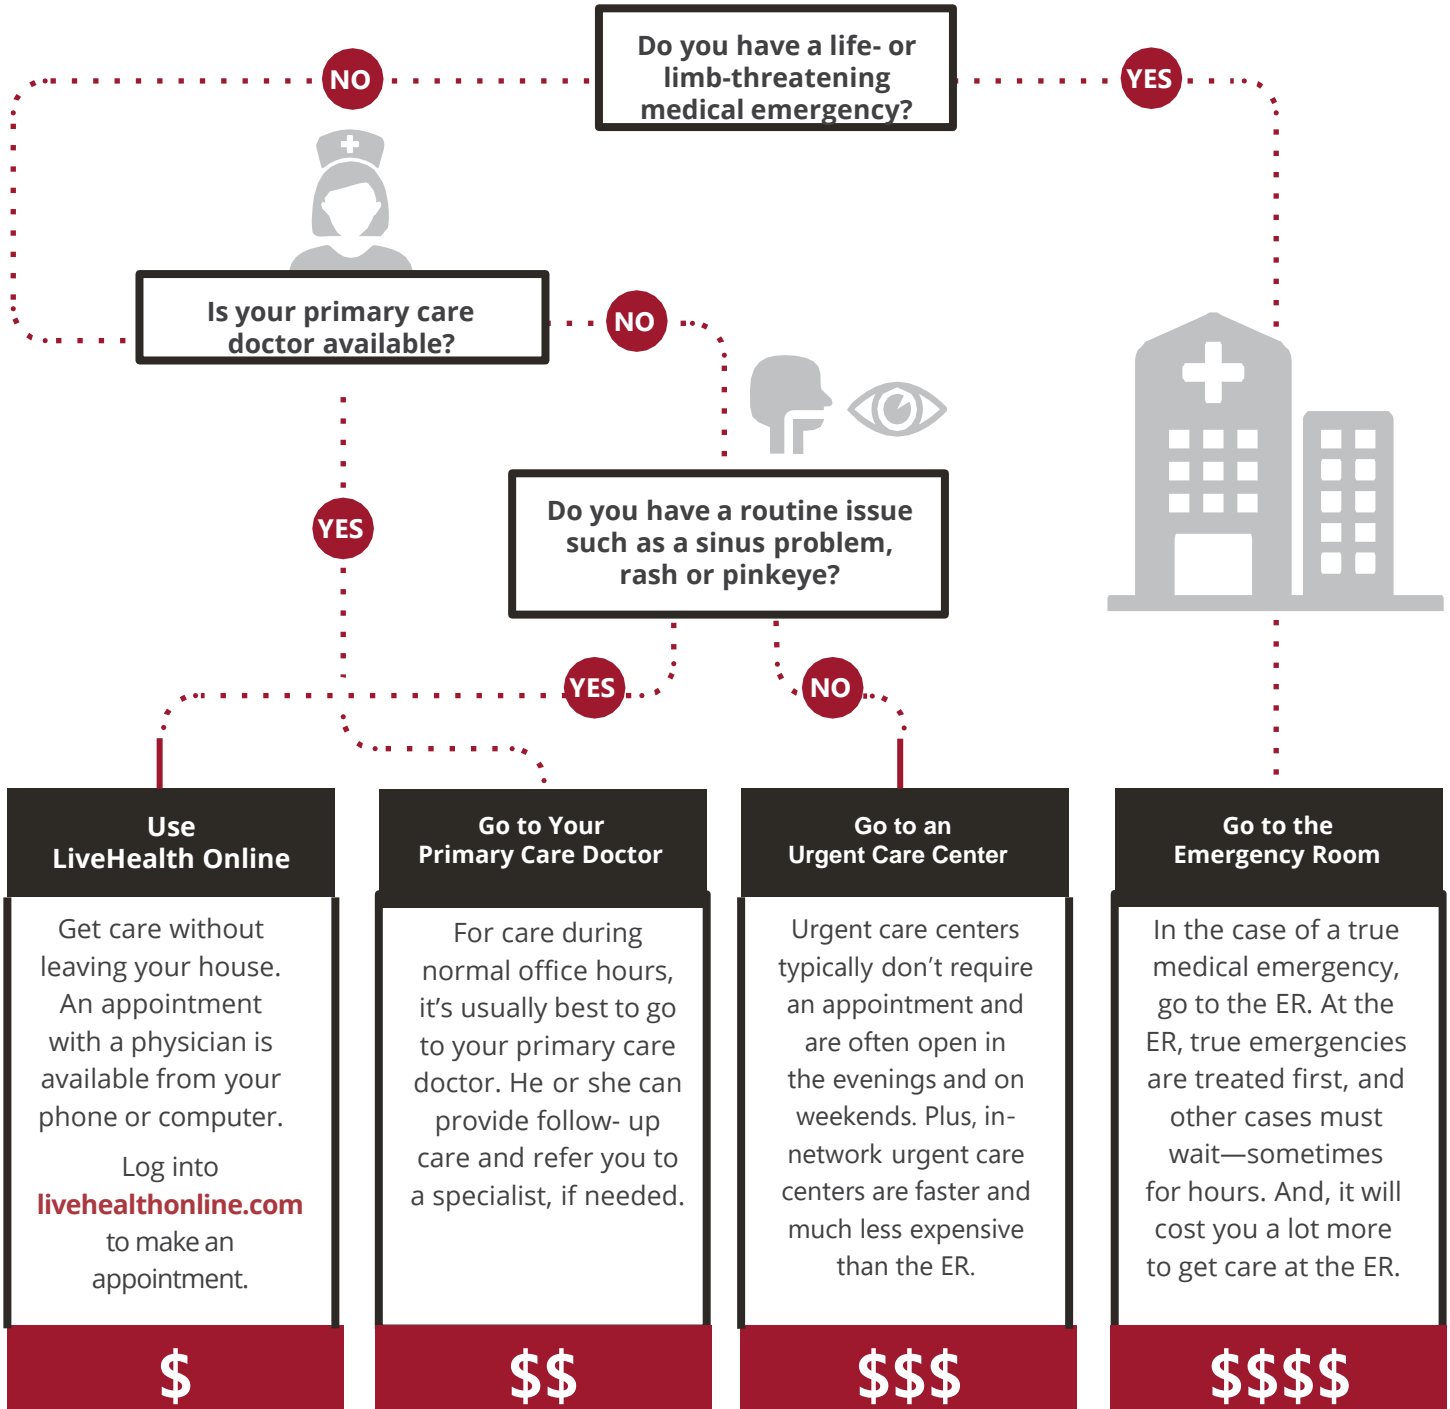 Do you have a life- or
limb-threatening
medical emergency?
NO
YES
Is your primary care
doctor available?
NO
YES
Do you have a routine issue
such as a sinus problem,
rash or pinkeye?
YES
NO
Use
LiveHealth Online
Get care without
leaving your house.
An appointment
with a physician is
available from your
phone or computer.
Log into
livehealthonline.com
to make an
appointment.
$
Go to Your
Primary Care Doctor
For care during
normal office hours,
it’s usually best to go
to your primary care
doctor. He or she can
provide follow- up
care and refer you to
a specialist, if needed.
$$
Go to an
Urgent Care Center
Urgent care centers
typically don’t require
an appointment and
are often open in
the evenings and on
weekends. Plus, in-
network urgent care
centers are faster and
much less expensive
than the ER.
$$$
Go to the
Emergency Room
In the case of a true
medical emergency,
go to the ER. At the
ER, true emergencies
are treated first, and
other cases must
wait—sometimes
for hours. And, it will
cost you a lot more
to get care at the ER.
$$$$